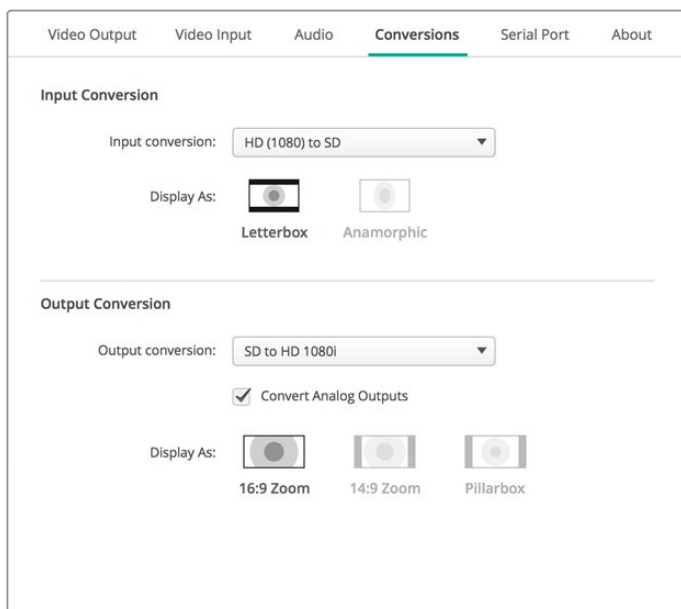 Video Output Video Input Audio Conversions Serial Port About
Input Conversion
Input conversion: HD (1080) to SD
Display As:
Letterbox Anamorphic
Output Conversion
Output conversion: SD to HD 1080i
Convert Analog Outputs
Display As:
16:9 Zoom 14:9 Zoom Pillarbox